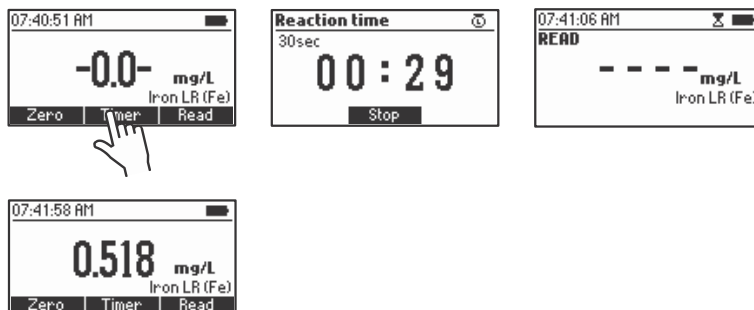 07:40:51 AM
-0.0- mg/L
Iron LR (Fe)
Zero Timer Read
Reaction time
30sec
00:29
Stop
07:41:06 AM
READ
- - - - mg/L
Iron LR (Fe)
07:41:58 AM
0.518 mg/L
Iron LR (Fe)
Zero Timer Read